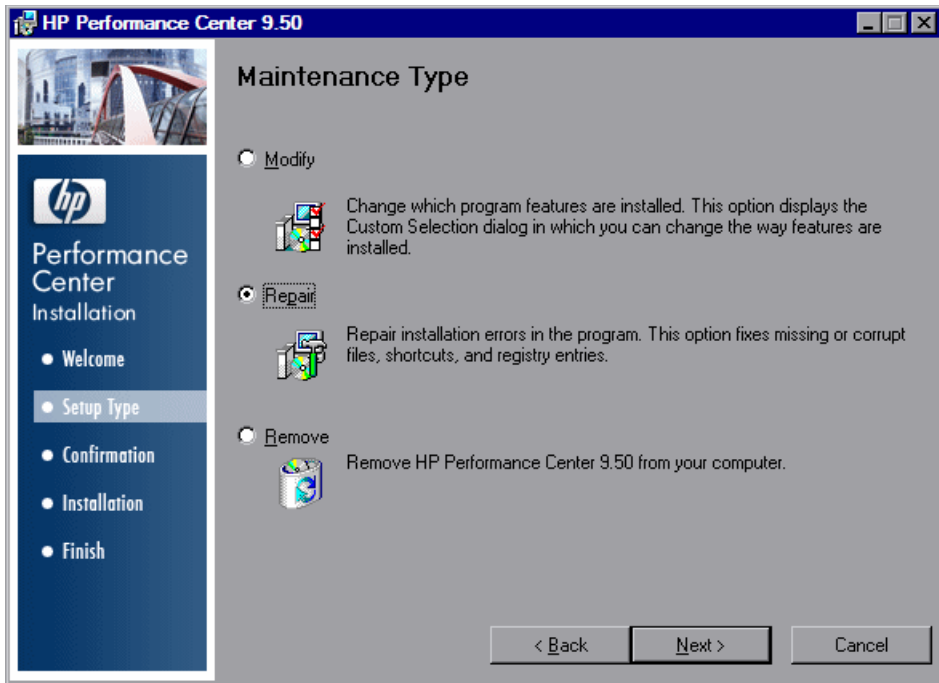 HP Performance Center 9.50
Maintenance Type
hp
Performance
Center
Installation
Welcome
Setup Type
Confirmation
Installation
Finish
Modify
Change which program features are installed. This option displays the
Custom Selection dialog in which you can change the way features are
installed.
Repair
Repair installation errors in the program. This option fixes missing or corrupt
files, shortcuts, and registry entries.
Remove
Remove HP Performance Center 9.50 from your computer.
< Back
Next >
Cancel